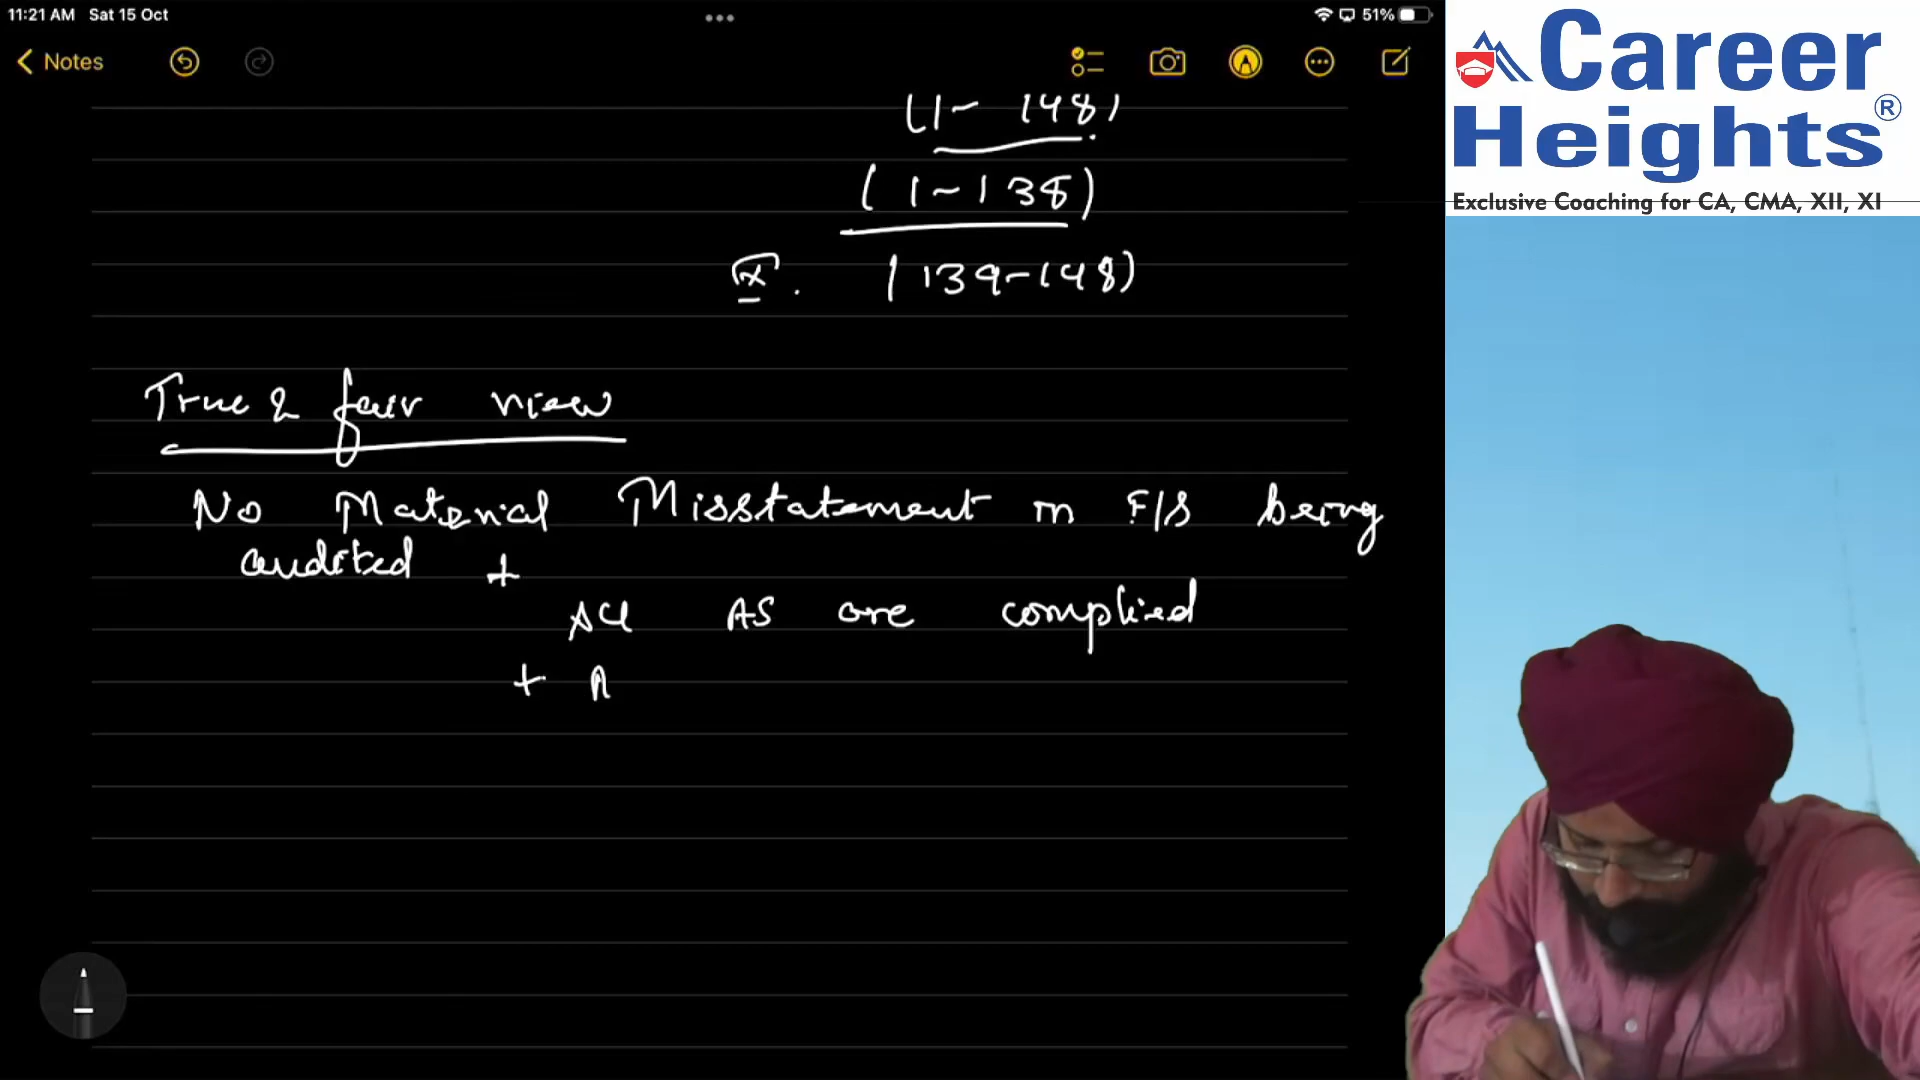 11:21 AM Sat 15 Oct
51%
Notes
(1- 148)
(1-138)
(139-148)
True & fair view
No Material Misstatement in F/S being
audited +
All AS are complied
+ A
Career
Heights®
Exclusive Coaching for CA, CMA, XII, XI